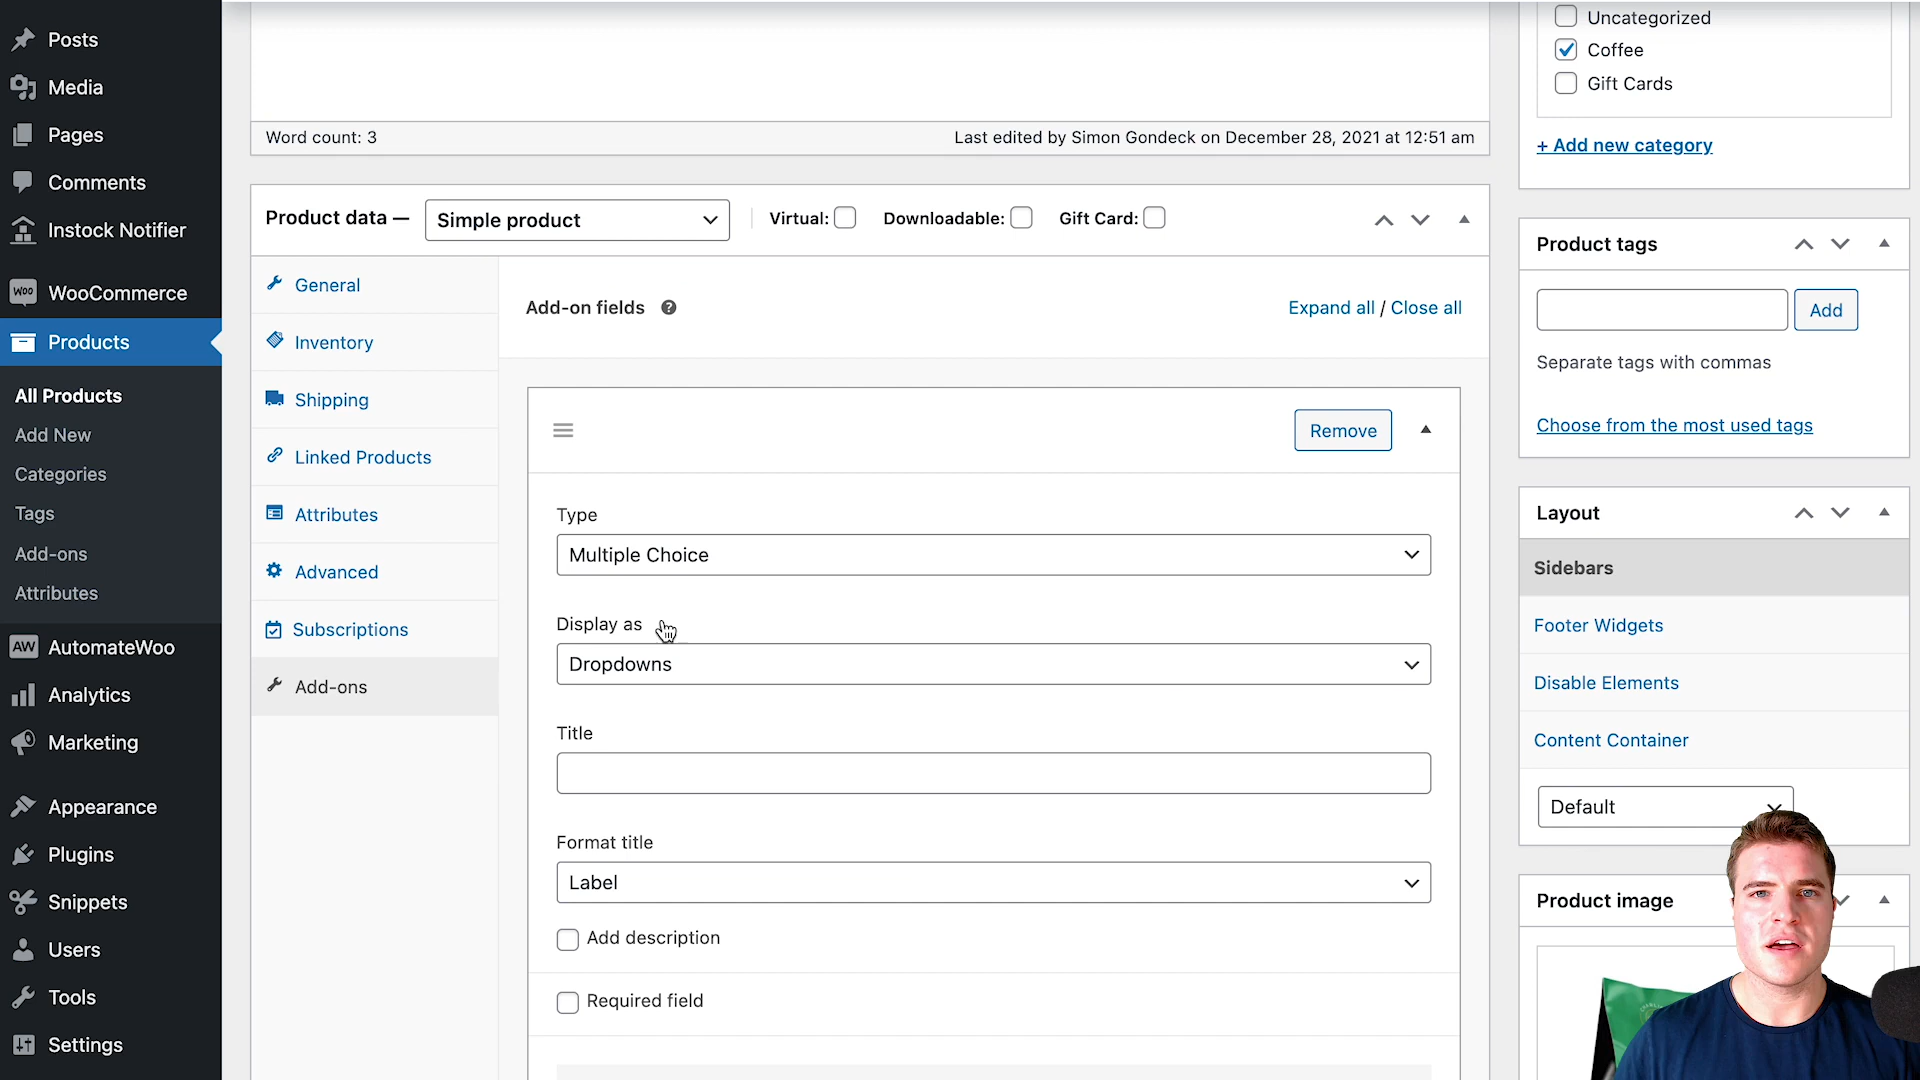 Posts
Media
Pages
Comments
Instock Notifier
WooCommerce
Products
All Products
Add New
Categories
Tags
Add-ons
Attributes
AW AutomateWoo
Analytics
Marketing
Appearance
Plugins
Snippets
Users
Tools
Settings
Word count: 3
Last edited by Simon Gondeck on December 28, 2021 at 12:51 am
Product data — Simple product Virtual: Downloadable: Gift Card:
General
Inventory
Shipping
Linked Products
Attributes
Advanced
Subscriptions
Add-ons
Add-on fields ?
Expand all / Close all
Remove
Type
Multiple Choice
Display as
Dropdowns
Title
Format title
Label
Add description
Required field
Uncategorized
Coffee
Gift Cards
+ Add new category
Product tags
Add
Separate tags with commas
Choose from the most used tags
Layout
Sidebars
Footer Widgets
Disable Elements
Content Container
Default
Product image